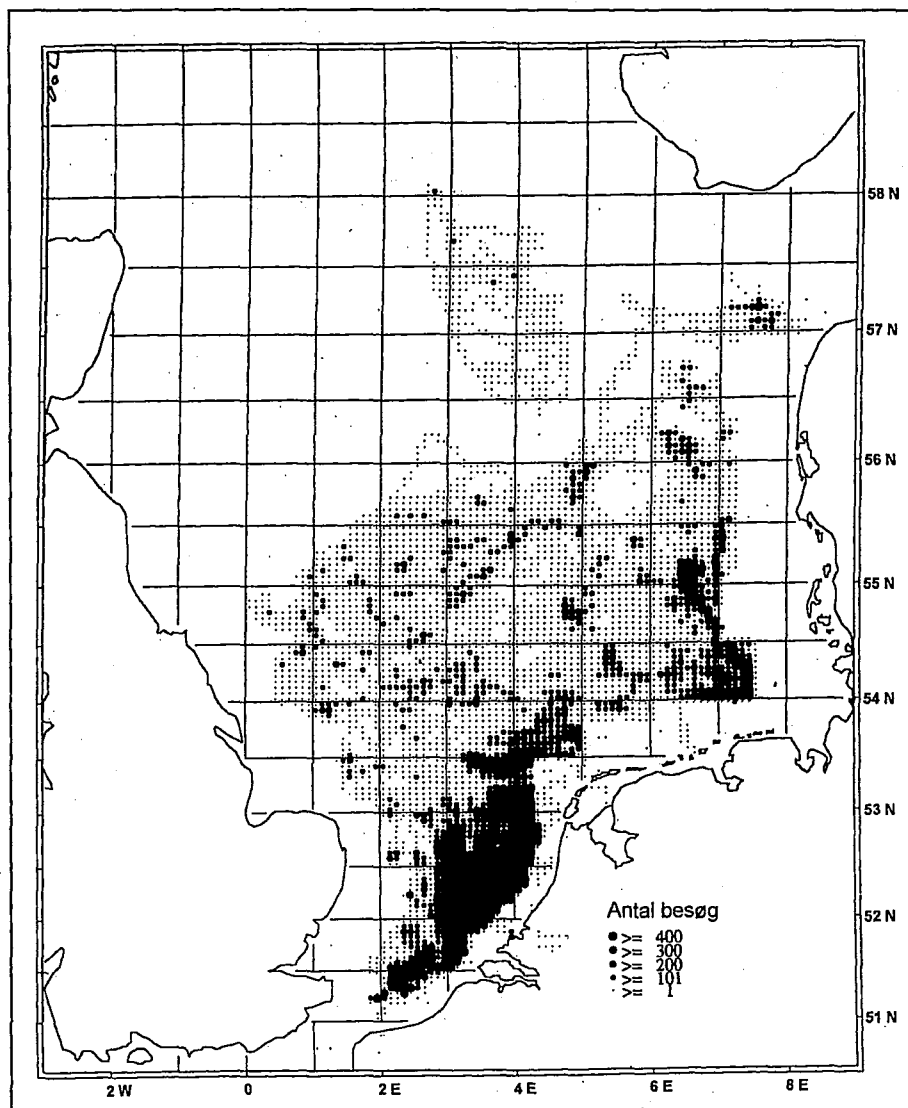 58 N
57 N
56 N
55 N
54 N
53 N
Antal besøg
>= 400
>= 300
>= 200
>= 101
>= 1
52 N
51 N
2 W 0 2 E 4 E 6 E 8 E